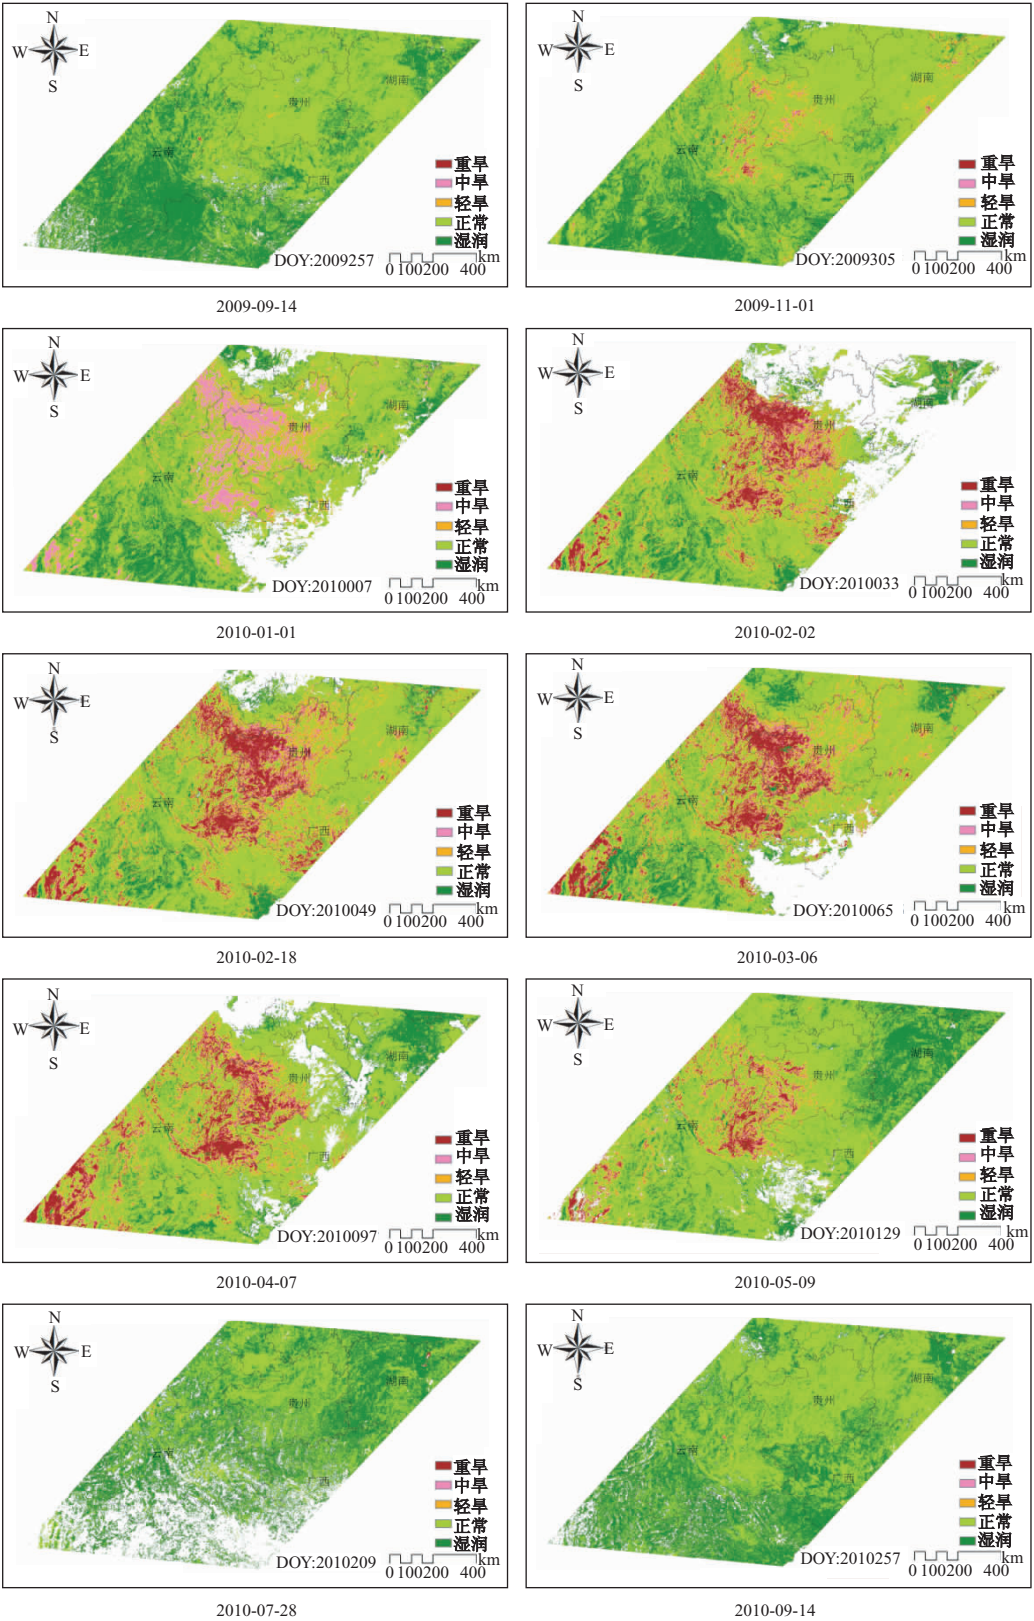 N
W E
S
湖南
贵州
云南
广西
重旱
中旱
轻旱
正常
湿润
DOY:2009257
km
0 100200 400
2009-09-14
N
W E
S
湖南
贵州
云南
广西
重旱
中旱
轻旱
正常
湿润
DOY:2009305
km
0 100200 400
2009-11-01
N
W E
S
湖南
贵州
云南
广西
重旱
中旱
轻旱
正常
湿润
DOY:2010007
km
0 100200 400
2010-01-01
N
W E
S
湖南
贵州
云南
广西
重旱
中旱
轻旱
正常
湿润
DOY:2010033
km
0 100200 400
2010-02-02
N
W E
S
湖南
贵州
云南
广西
重旱
中旱
轻旱
正常
湿润
DOY:2010049
km
0 100200 400
2010-02-18
N
W E
S
湖南
贵州
云南
广西
重旱
中旱
轻旱
正常
湿润
DOY:2010065
km
0 100200 400
2010-03-06
N
W E
S
湖南
贵州
云南
广西
重旱
中旱
轻旱
正常
湿润
DOY:2010097
km
0 100200 400
2010-04-07
N
W E
S
湖南
贵州
云南
广西
重旱
中旱
轻旱
正常
湿润
DOY:2010129
km
0 100200 400
2010-05-09
N
W E
S
湖南
贵州
云南
广西
重旱
中旱
轻旱
正常
湿润
DOY:2010209
km
0 100200 400
2010-07-28
N
W E
S
湖南
贵州
云南
广西
重旱
中旱
轻旱
正常
湿润
DOY:2010257
km
0 100200 400
2010-09-14